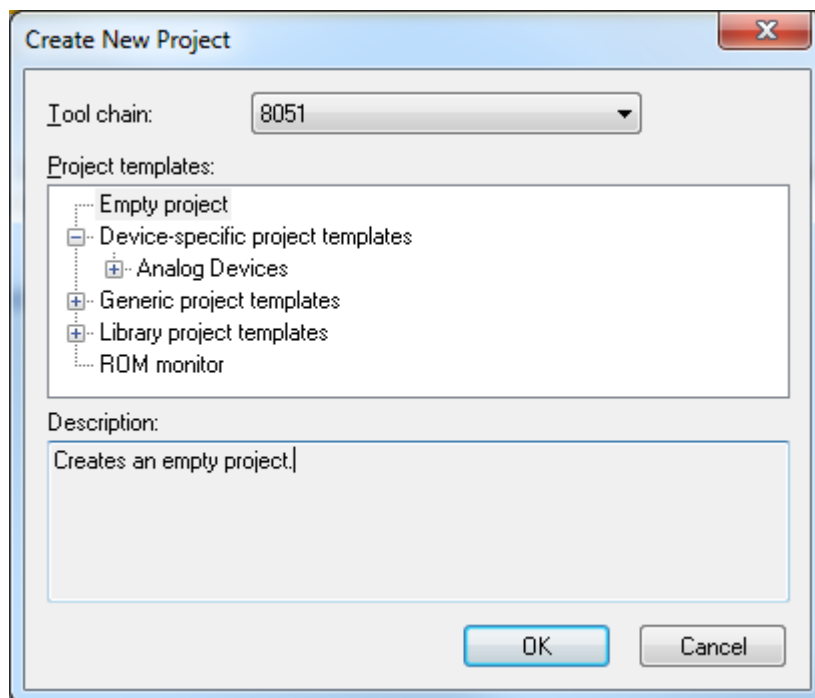 Create New Project
Tool chain: 8051
Project templates:
Empty project
Device-specific project templates
Analog Devices
Generic project templates
Library project templates
ROM monitor
Description:
Creates an empty project.
OK Cancel